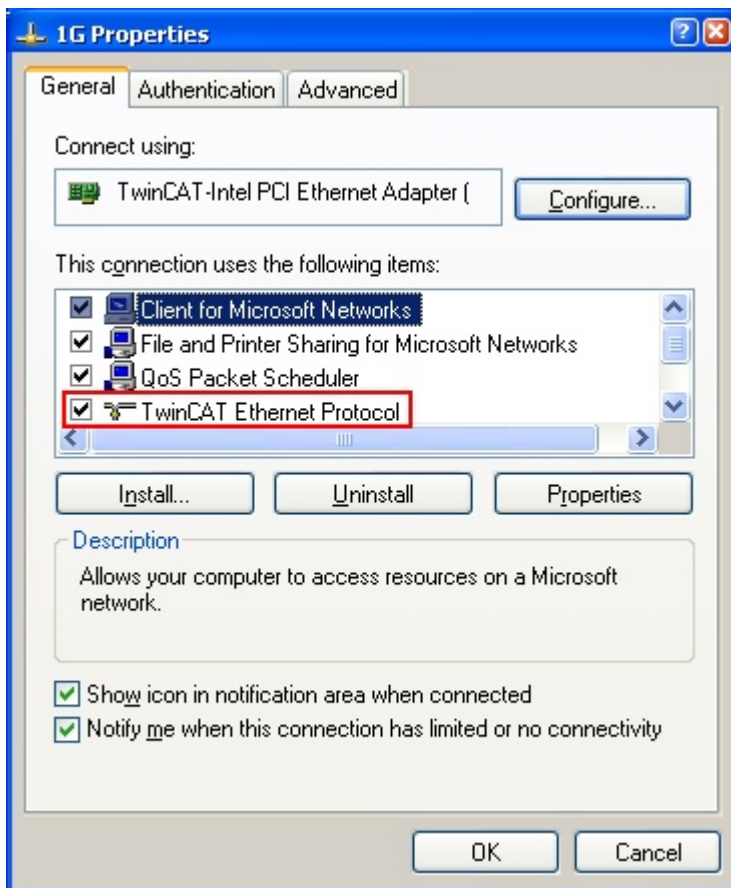 1G Properties
General
Authentication
Advanced
Connect using:
TwinCAT-Intel PCI Ethernet Adapter (
Configure...
This connection uses the following items:
Client for Microsoft Networks
File and Printer Sharing for Microsoft Networks
QoS Packet Scheduler
TwinCAT Ethernet Protocol
Install...
Uninstall
Properties
Description
Allows your computer to access resources on a Microsoft
network.
Show icon in notification area when connected
Notify me when this connection has limited or no connectivity
OK
Cancel